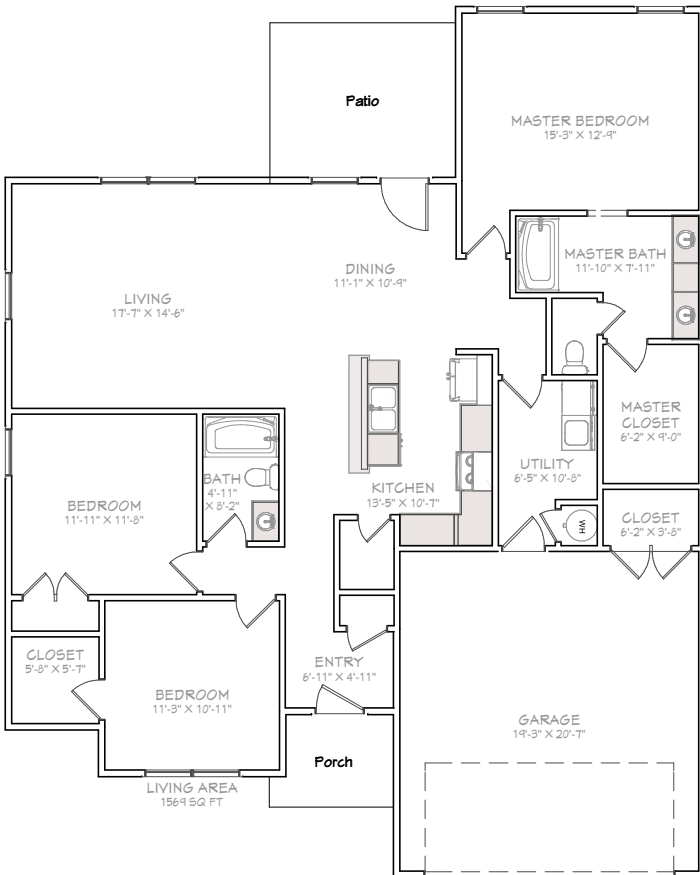 Patio
MASTER BEDROOM
15'-3" X 12'-9"
MASTER BATH
11'-10" X 7'-11"
DINING
11'-1" X 10'-9"
LIVING
17'-7" X 14'-6"
MASTER
CLOSET
6'-2" X 9'-0"
UTILITY
6'-5" X 10'-8"
KITCHEN
13'-5" X 10'-7"
BATH
4'-11"
X 8'-2"
BEDROOM
11'-11" X 11'-8"
WH
CLOSET
6'-2" X 3'-8"
CLOSET
5'-8" X 5'-7"
ENTRY
6'-11" X 4'-11"
BEDROOM
11'-3" X 10'-11"
GARAGE
19'-3" X 20'-7"
Porch
LIVING AREA
1569 SQ FT